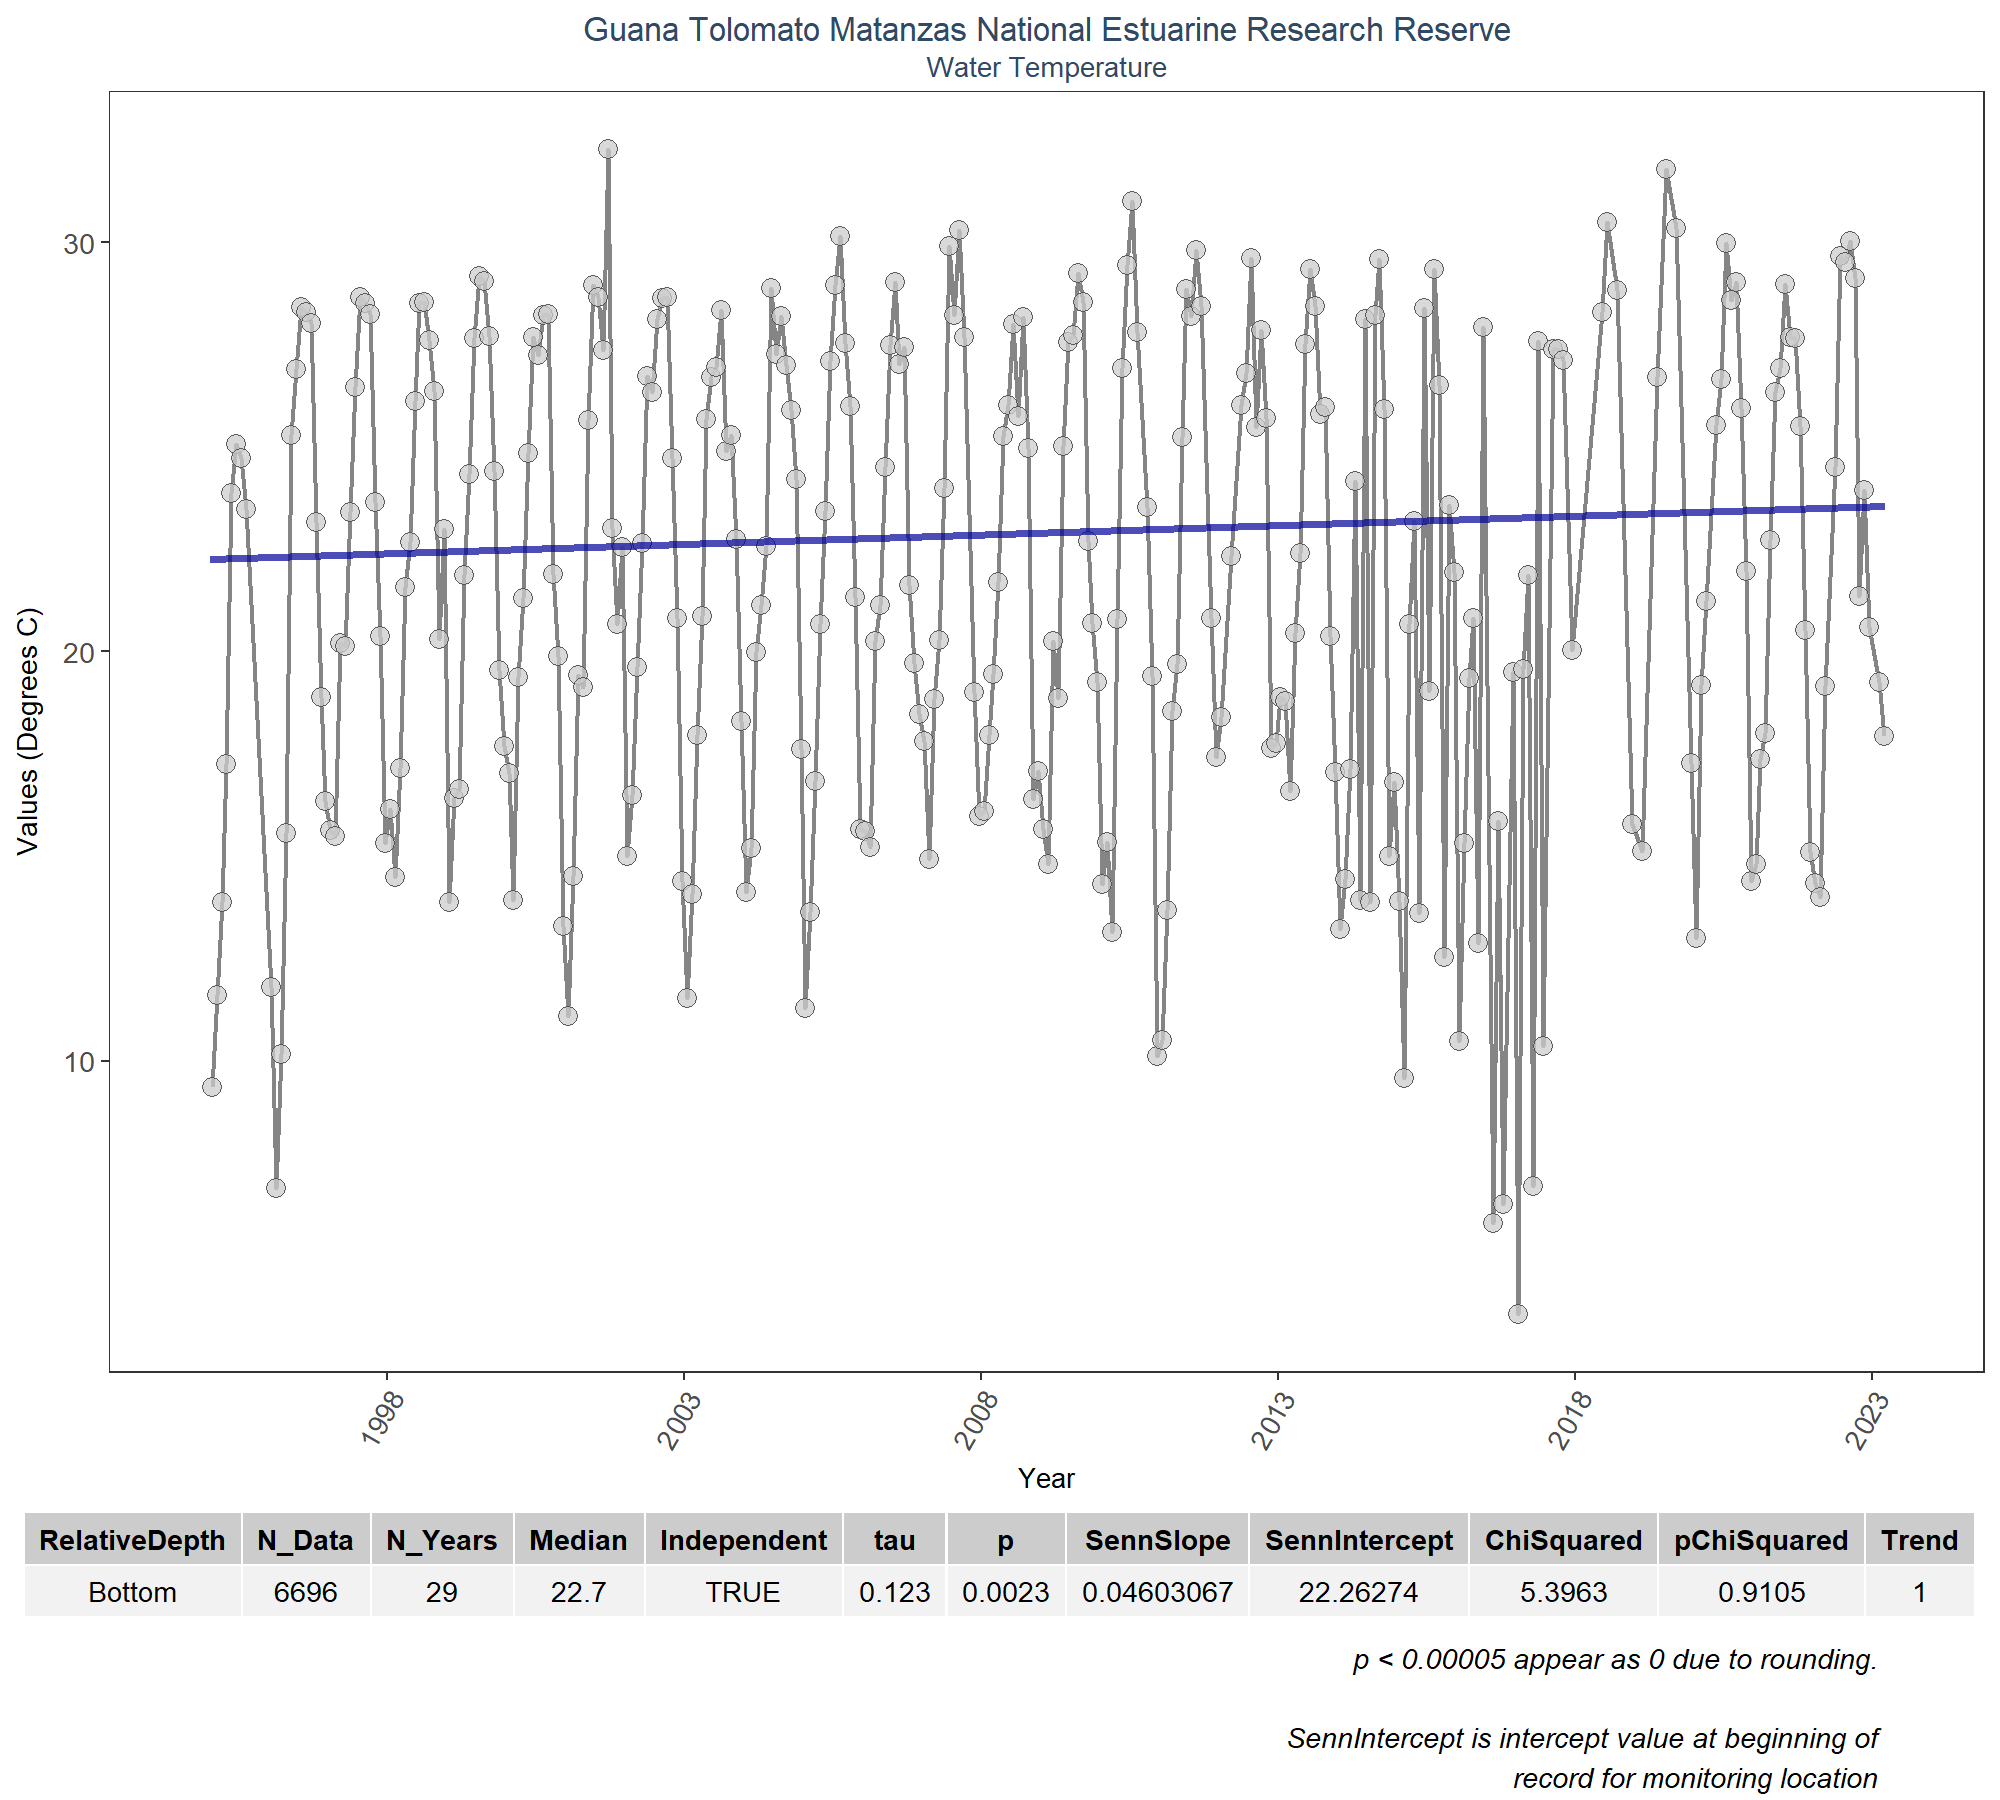 Guana Tolomato Matanzas National Estuarine Research Reserve
Water Temperature
Values (Degrees C)
30
20
10
1998 2003 2008 2013 2018 2023
Year
RelativeDepth N_Data N_Years Median Independent tau p SennSlope SennIntercept ChiSquared pChiSquared Trend
Bottom 6696 29 22.7 TRUE 0.123 0.0023 0.04603067 22.26274 5.3963 0.9105 1
p < 0.00005 appear as 0 due to rounding.
SennIntercept is intercept value at beginning of
record for monitoring location